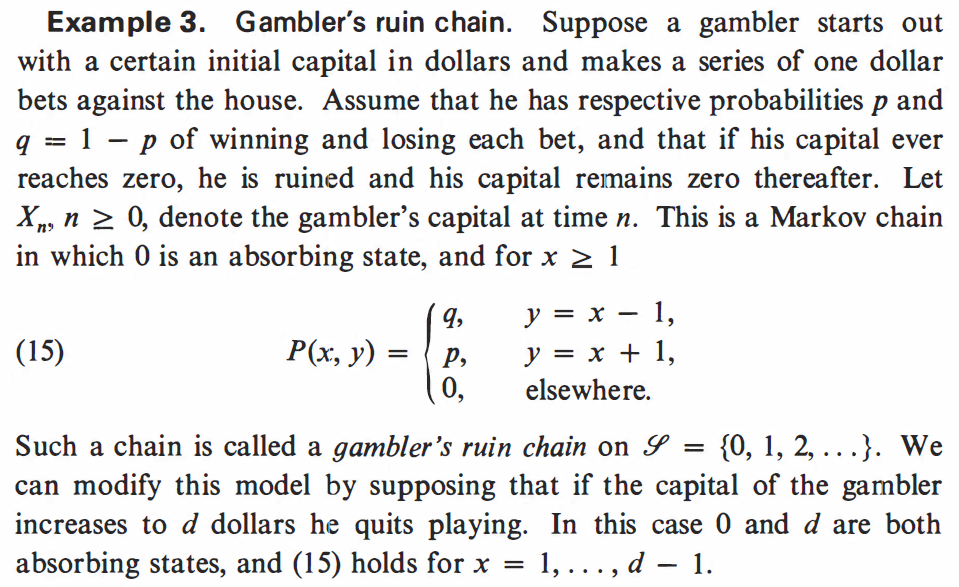 Example 3. Gambler's ruin chain. Suppose a gambler starts out
with a certain initial capital in dollars and makes a series of one dollar
bets against the house. Assume that he has respective probabilities p and
q = 1 − p of winning and losing each bet, and that if his capital ever
reaches zero, he is ruined and his capital remains zero thereafter. Let
Xₙ, n ≥ 0, denote the gambler's capital at time n. This is a Markov chain
in which 0 is an absorbing state, and for x ≥ 1
q, y = x − 1,
(15) P(x, y) = { p, y = x + 1,
0, elsewhere.
Such a chain is called a gambler's ruin chain on 𝒮 = {0, 1, 2, . . .}. We
can modify this model by supposing that if the capital of the gambler
increases to d dollars he quits playing. In this case 0 and d are both
absorbing states, and (15) holds for x = 1, . . . , d − 1.